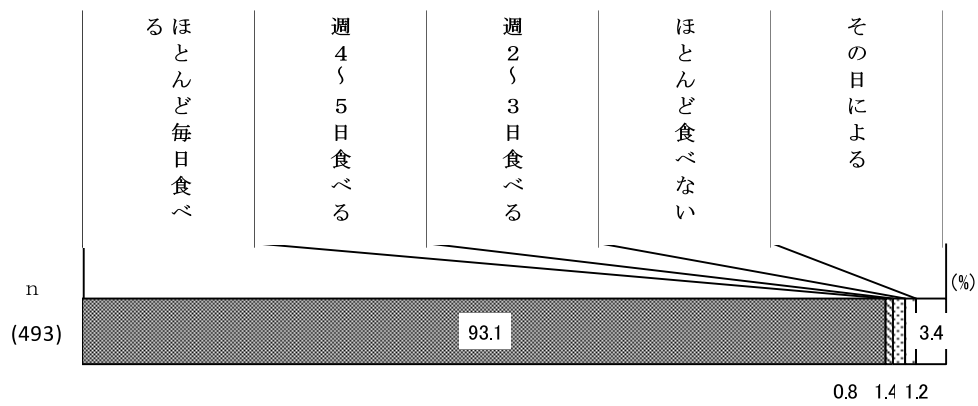 ほとんど毎日食べ
る
週4～5日食べる
週2～3日食べる
ほとんど食べない
その日による
(%)
n
(493)
93.1
3.4
0.8
1.4
1.2